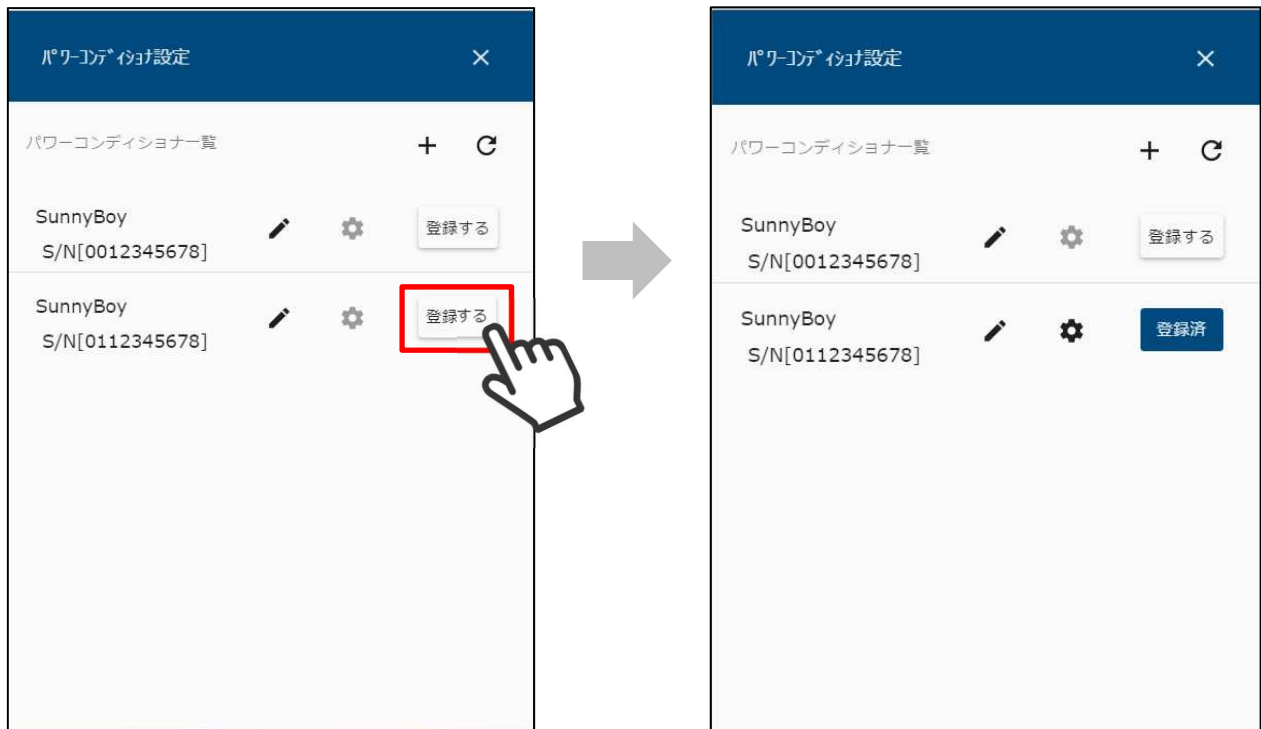 ﾊﾟﾜｰｺﾝﾃﾞｨｼｮﾅ設定
パワーコンディショナ一覧
SunnyBoy
S/N[0012345678]
登録する
SunnyBoy
S/N[0112345678]
登録する
ﾊﾟﾜｰｺﾝﾃﾞｨｼｮﾅ設定
パワーコンディショナ一覧
SunnyBoy
S/N[0012345678]
登録する
SunnyBoy
S/N[0112345678]
登録済